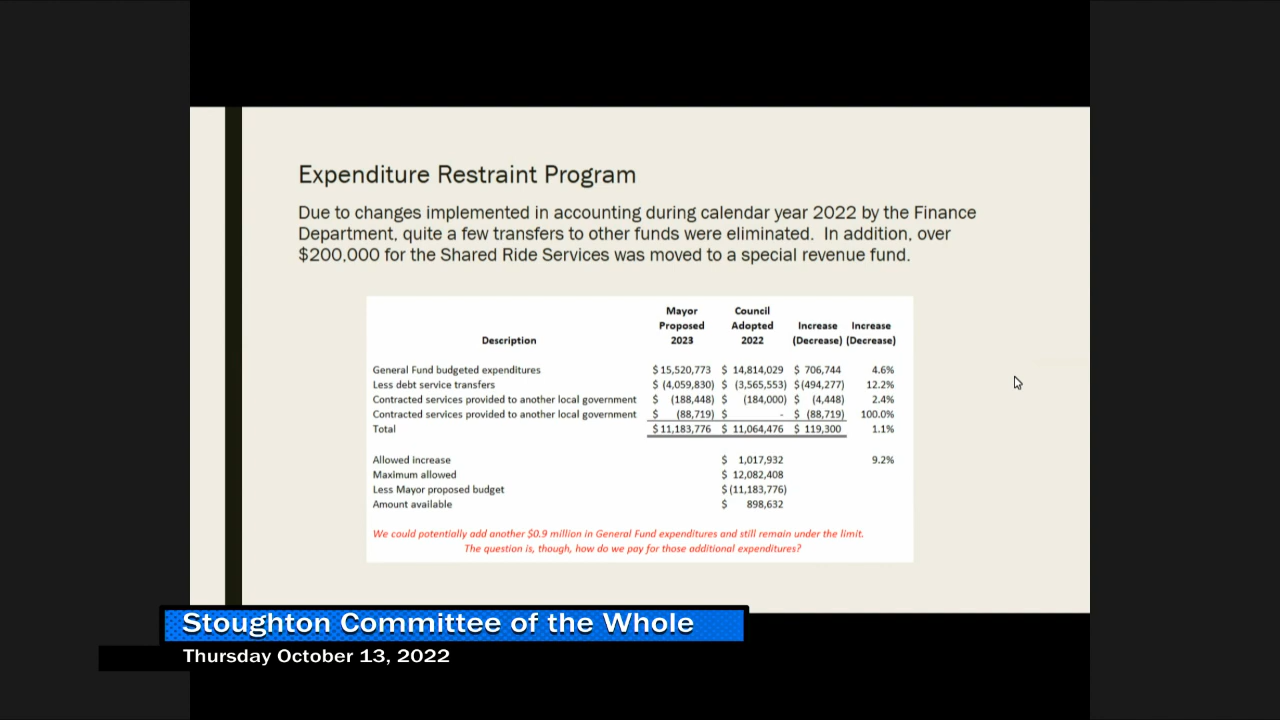 Expenditure Restraint Program
Due to changes implemented in accounting during calendar year 2022 by the Finance
Department, quite a few transfers to other funds were eliminated.  In addition, over
$200,000 for the Shared Ride Services was moved to a special revenue fund.
Mayor Council
Proposed Adopted Increase Increase
Description 2023 2022 (Decrease) (Decrease)
General Fund budgeted expenditures $ 15,520,773 $ 14,814,029 $ 706,744 4.6%
Less debt service transfers $ (4,059,830) $ (3,565,553) $ (494,277) 12.2%
Contracted services provided to another local government $ (188,448) $ (184,000) $ (4,448) 2.4%
Contracted services provided to another local government $ (88,719) $ - $ (88,719) 100.0%
Total $ 11,183,776 $ 11,064,476 $ 119,300 1.1%
Allowed increase $ 1,017,932 9.2%
Maximum allowed $ 12,082,408
Less Mayor proposed budget $ (11,183,776)
Amount available $ 898,632
We could potentially add another $0.9 million in General Fund expenditures and still remain under the limit.
The question is, though, how do we pay for those additional expenditures?
Stoughton Committee of the Whole
Thursday October 13, 2022